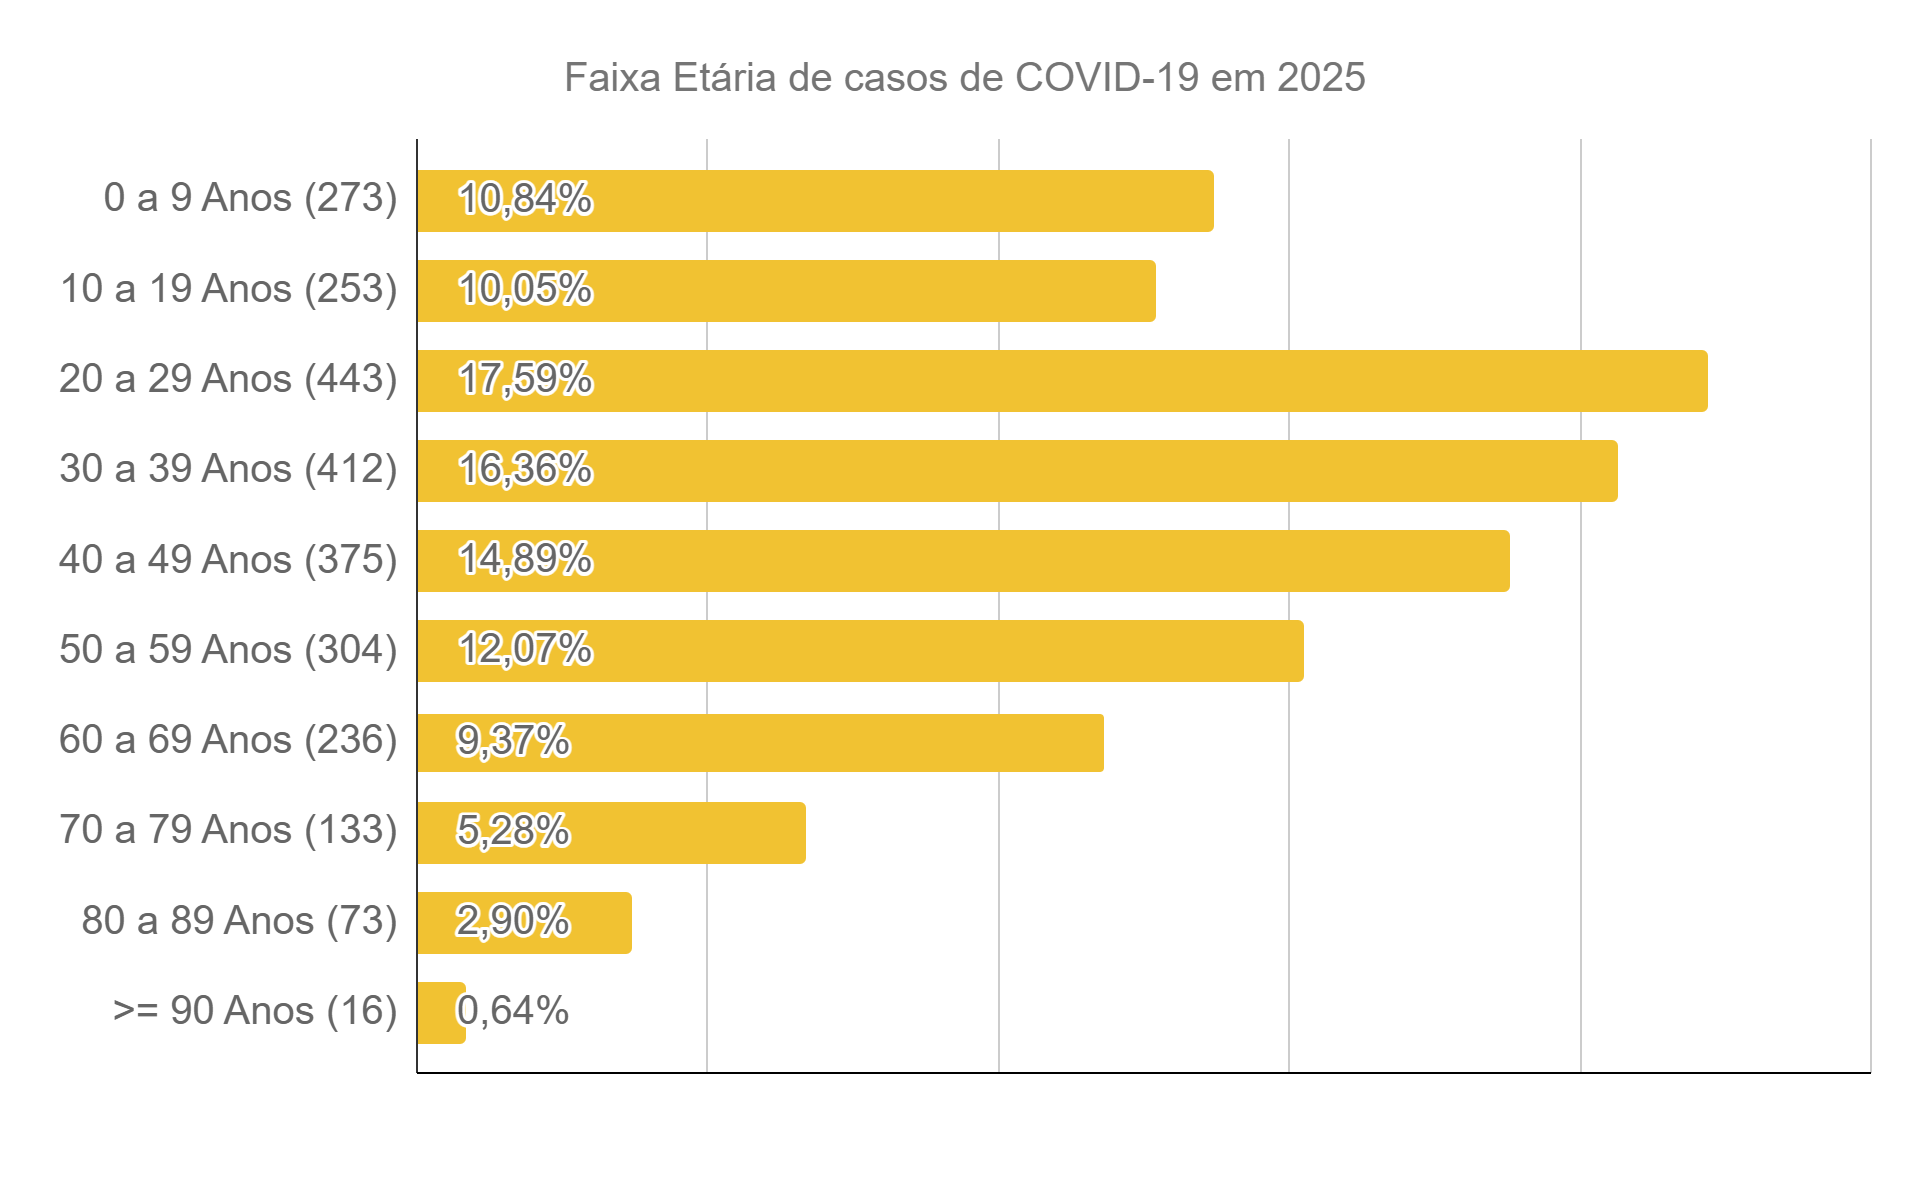 Faixa Etária de casos de COVID-19 em 2025
0 a 9 Anos (273) 10,84%
10 a 19 Anos (253) 10,05%
20 a 29 Anos (443) 17,59%
30 a 39 Anos (412) 16,36%
40 a 49 Anos (375) 14,89%
50 a 59 Anos (304) 12,07%
60 a 69 Anos (236) 9,37%
70 a 79 Anos (133) 5,28%
80 a 89 Anos (73) 2,90%
>= 90 Anos (16) 0,64%